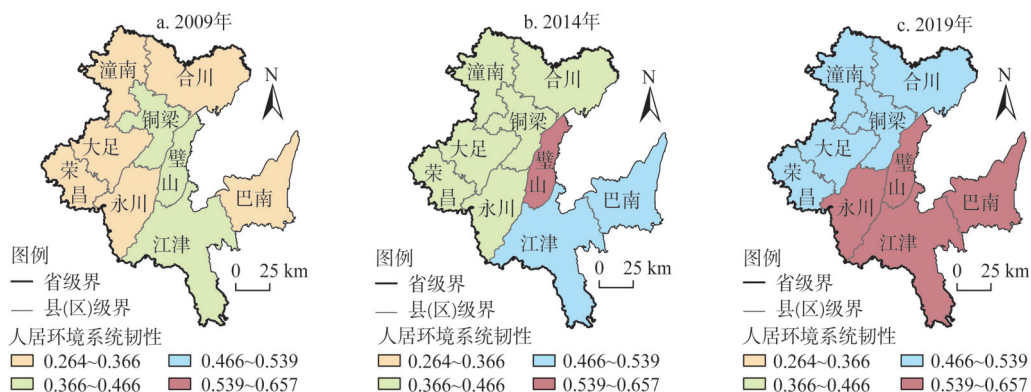 a. 2009年
潼南
合川
N
铜梁
大足
璧山
荣昌
永川
巴南
江津
图例
0 25 km
省级界
县(区)级界
人居环境系统韧性
0.264~0.366 0.466~0.539
0.366~0.466 0.539~0.657
b. 2014年
潼南
合川
N
铜梁
大足
璧山
荣昌
永川
巴南
江津
图例
0 25 km
省级界
县(区)级界
人居环境系统韧性
0.264~0.366 0.466~0.539
0.366~0.466 0.539~0.657
c. 2019年
潼南
合川
N
铜梁
大足
璧山
荣昌
永川
巴南
江津
图例
0 25 km
省级界
县(区)级界
人居环境系统韧性
0.264~0.366 0.466~0.539
0.366~0.466 0.539~0.657